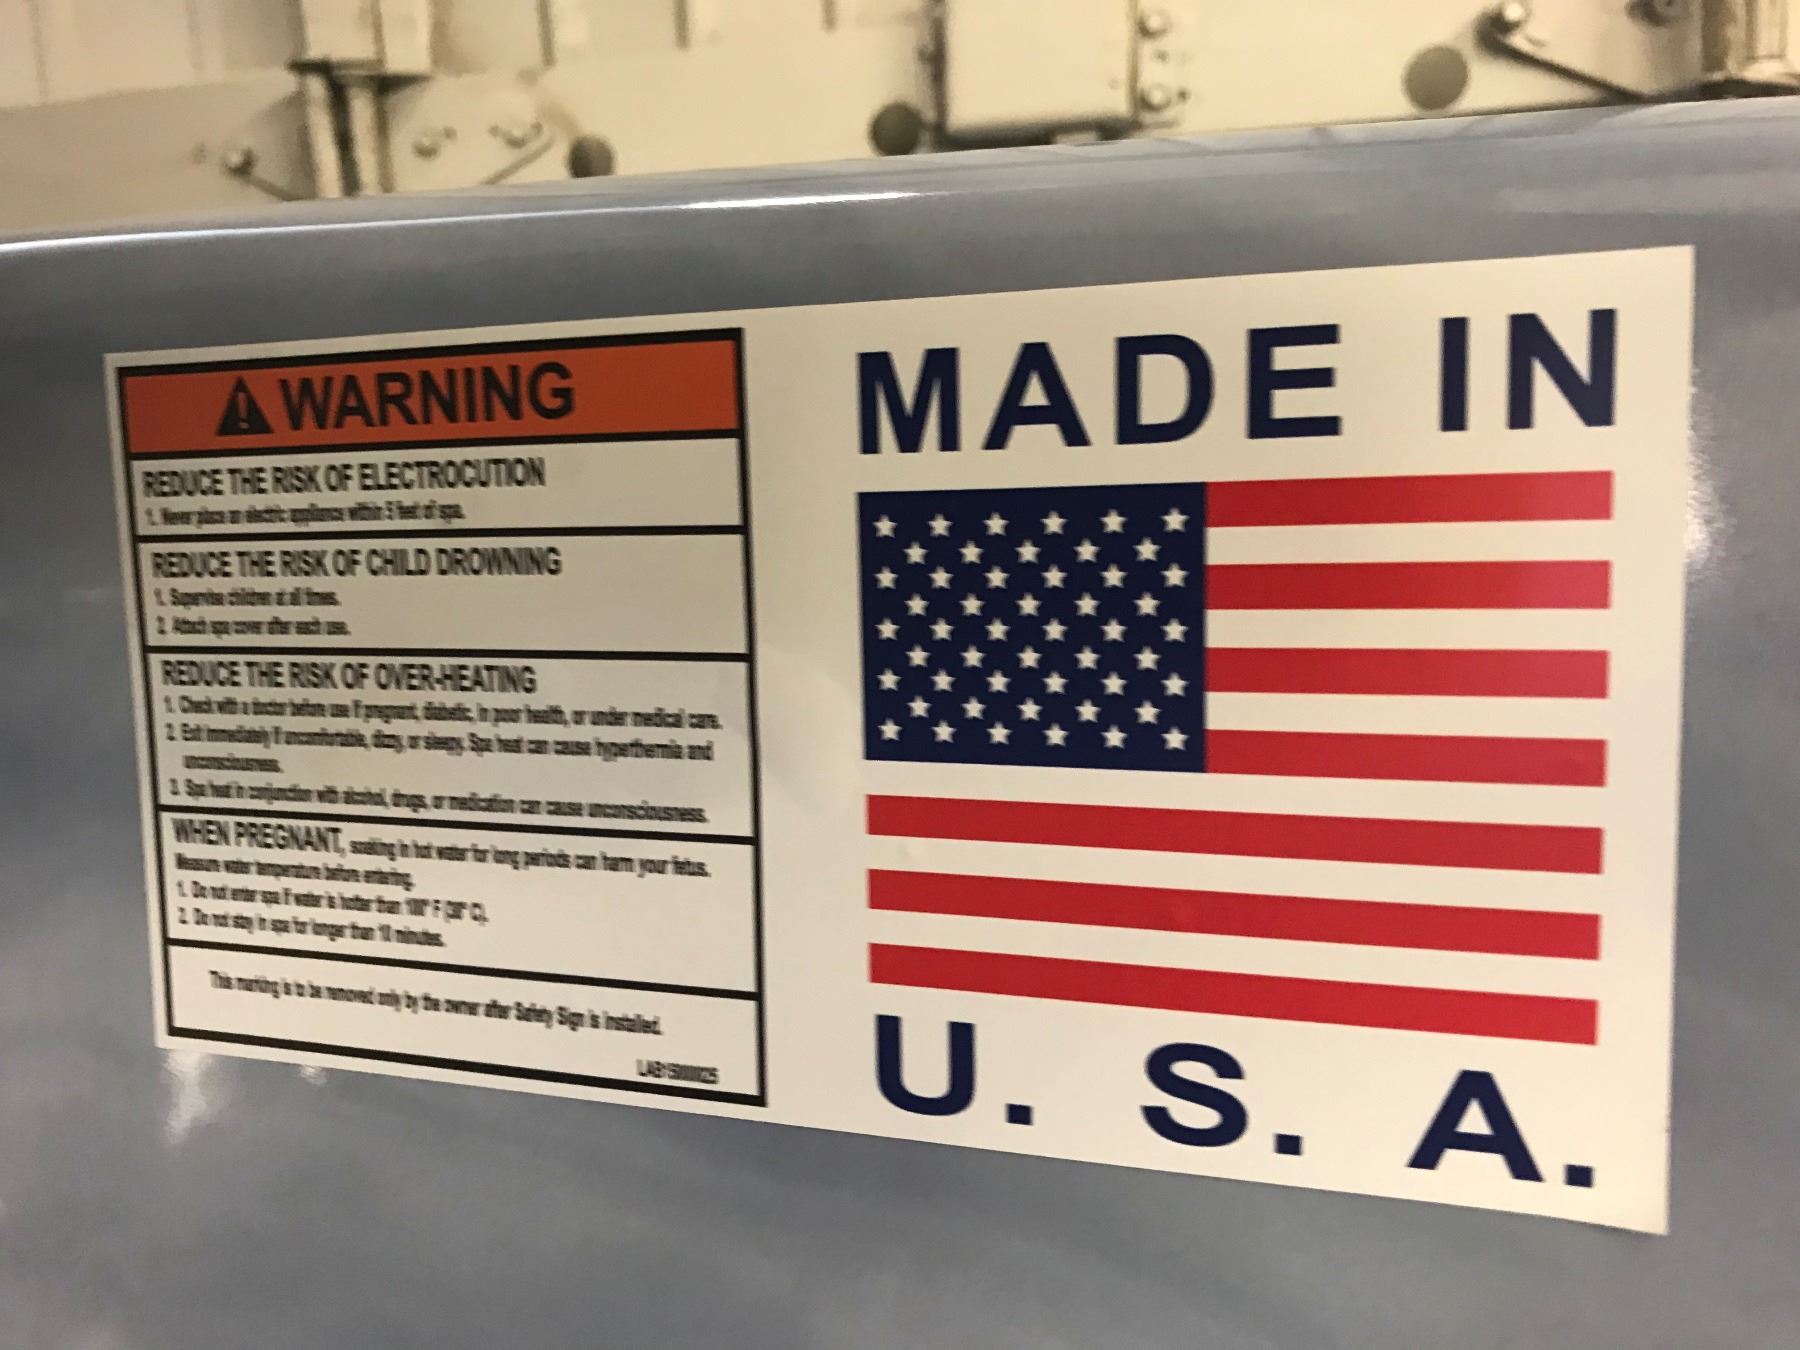 WARNING
REDUCE THE RISK OF ELECTROCUTION
1. Never place an electric appliance within 5 feet of spa.
REDUCE THE RISK OF CHILD DROWNING
1. Supervise children at all times.
2. Attach spa cover after each use.
REDUCE THE RISK OF OVER-HEATING
1. Check with a doctor before use if pregnant, diabetic, in poor health, or under medical care.
2. Exit immediately if uncomfortable, dizzy, or sleepy. Spa heat can cause hyperthermia and
unconsciousness.
3. Spa heat in conjunction with alcohol, drugs, or medication can cause unconsciousness.
WHEN PREGNANT, soaking in hot water for long periods can harm your fetus.
Measure water temperature before entering.
1. Do not enter spa if water is hotter than 100° F (38° C).
2. Do not stay in spa for longer than 10 minutes.
This marking is to be removed only by the owner after Safety Sign is installed.
MADE IN
U. S. A.